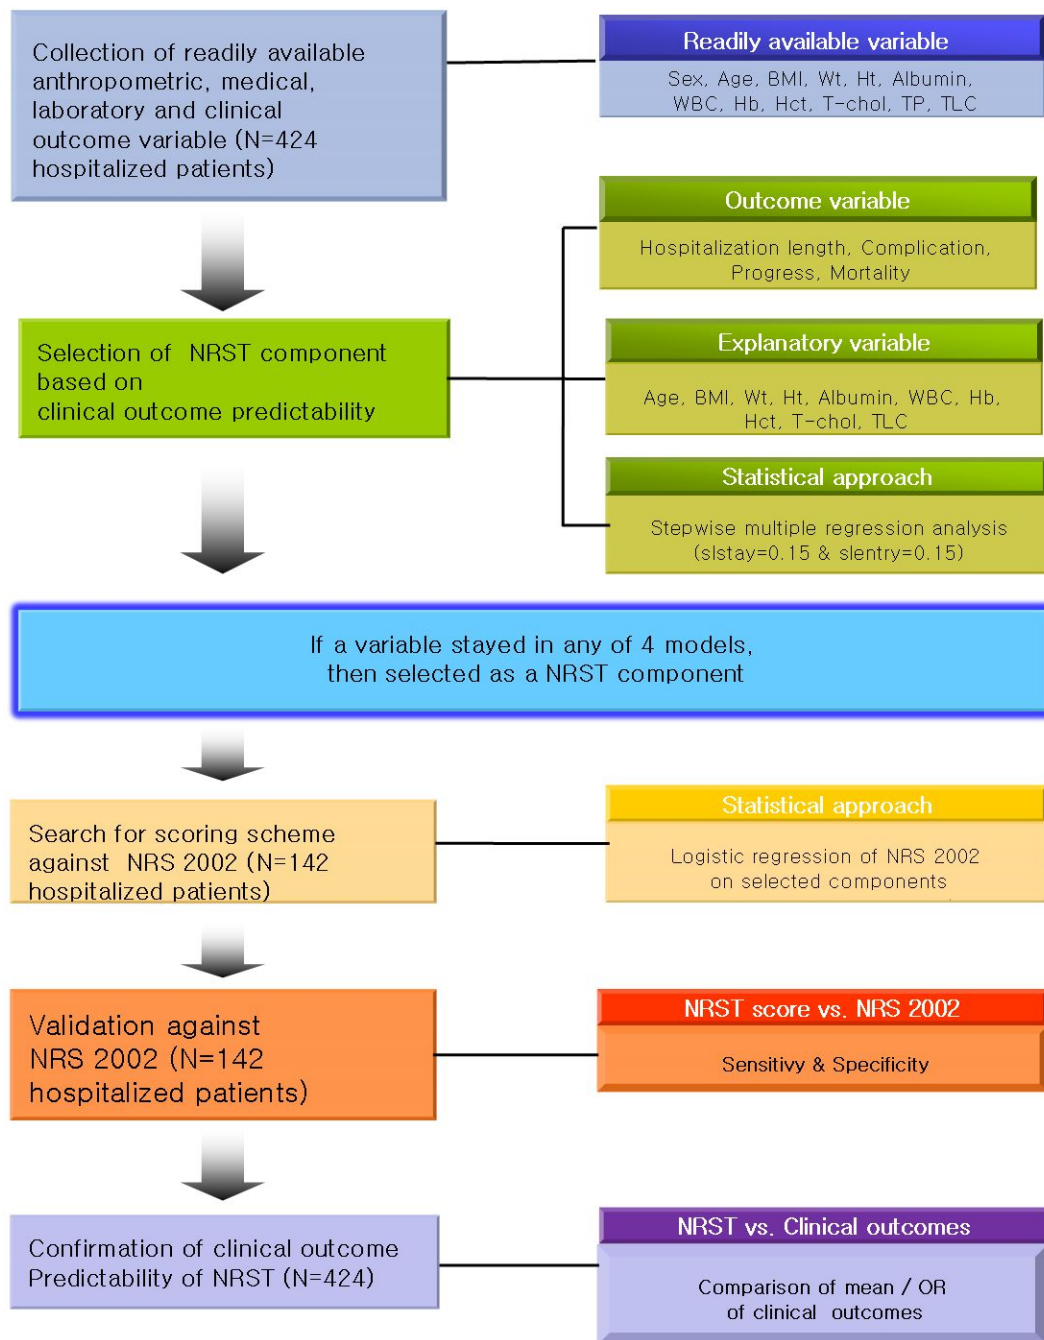 Collection of readily available
anthropometric, medical,
laboratory and clinical
outcome variable (N=424
hospitalized patients)
Readily available variable
Sex, Age, BMI, Wt, Ht, Albumin,
WBC, Hb, Hct, T-chol, TP, TLC
Outcome variable
Hospitalization length, Complication,
Progress, Mortality
Selection of NRST component
based on
clinical outcome predictability
Explanatory variable
Age, BMI, Wt, Ht, Albumin, WBC, Hb,
Hct, T-chol, TLC
Statistical approach
Stepwise multiple regression analysis
(slstay=0.15 & slentry=0.15)
If a variable stayed in any of 4 models,
then selected as a NRST component
Search for scoring scheme
against NRS 2002 (N=142
hospitalized patients)
Statistical approach
Logistic regression of NRS 2002
on selected components
Validation against
NRS 2002 (N=142
hospitalized patients)
NRST score vs. NRS 2002
Sensitivy & Specificity
Confirmation of clinical outcome
Predictability of NRST (N=424)
NRST vs. Clinical outcomes
Comparison of mean / OR
of clinical outcomes